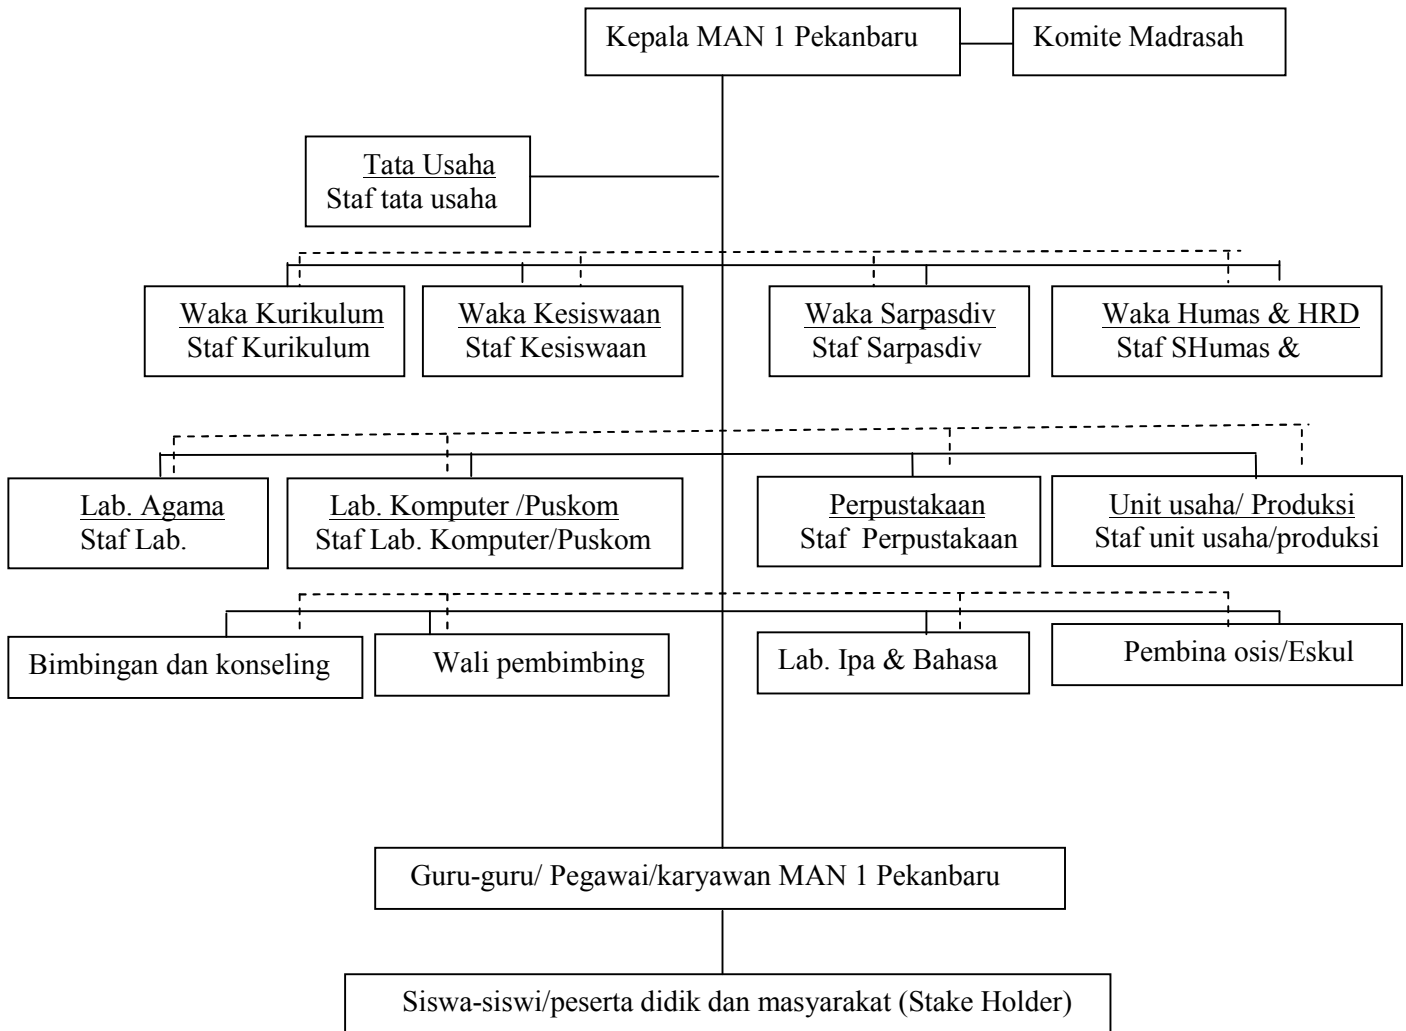 Kepala MAN 1 Pekanbaru
Komite Madrasah
Tata Usaha
Staf tata usaha
Waka Kurikulum
Staf Kurikulum
Waka Kesiswaan
Staf Kesiswaan
Waka Sarpasdiv
Staf Sarpasdiv
Waka Humas & HRD
Staf SHumas &
Lab. Agama
Staf Lab.
Lab. Komputer /Puskom
Staf Lab. Komputer/Puskom
Perpustakaan
Staf Perpustakaan
Unit usaha/ Produksi
Staf unit usaha/produksi
Bimbingan dan konseling
Wali pembimbing
Lab. Ipa & Bahasa
Pembina osis/Eskul
Guru-guru/ Pegawai/karyawan MAN 1 Pekanbaru
Siswa-siswi/peserta didik dan masyarakat (Stake Holder)